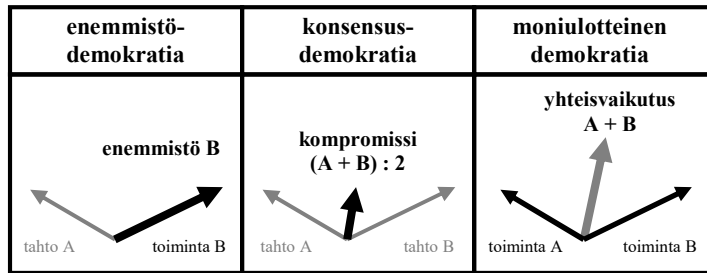 enemmistö-
demokratia
konsensus-
demokratia
moniulotteinen
demokratia
enemmistö B
tahto A
toiminta B
kompromissi
(A + B) : 2
tahto A
tahto B
yhteisvaikutus
A + B
toiminta A
toiminta B